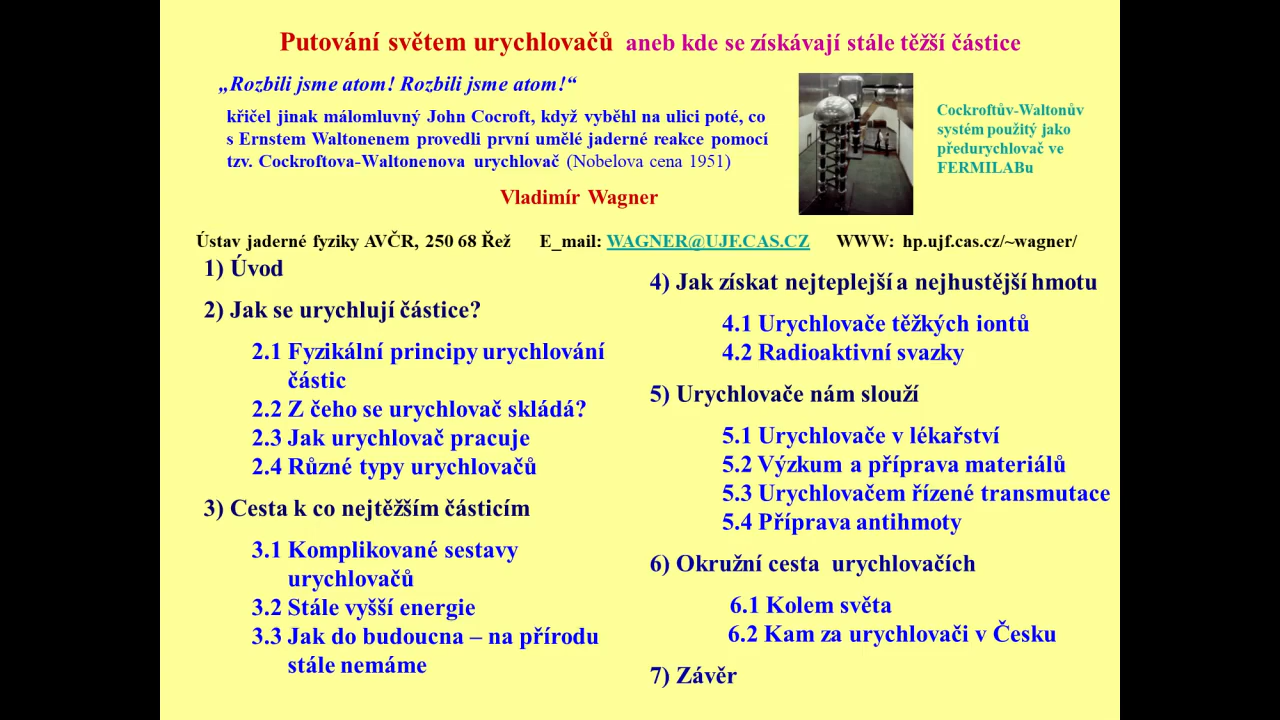 Putování světem urychlovačů aneb kde se získávají stále těžší částice
„Rozbili jsme atom! Rozbili jsme atom!“
křičel jinak málomluvný John Cocroft, když vyběhl na ulici poté, co
s Ernstem Waltonenem provedli první umělé jaderné reakce pomocí
tzv. Cockroftova-Waltonenova urychlovač (Nobelova cena 1951)
Cockroftův-Waltonův
systém použitý jako
předurychlovač ve
FERMILABu
Vladimír Wagner
Ústav jaderné fyziky AVČR, 250 68 Řež E_mail: WAGNER@UJF.CAS.CZ WWW: hp.ujf.cas.cz/~wagner/
1) Úvod
2) Jak se urychlují částice?
2.1 Fyzikální principy urychlování
částic
2.2 Z čeho se urychlovač skládá?
2.3 Jak urychlovač pracuje
2.4 Různé typy urychlovačů
3) Cesta k co nejtěžším částicím
3.1 Komplikované sestavy
urychlovačů
3.2 Stále vyšší energie
3.3 Jak do budoucna – na přírodu
stále nemáme
4) Jak získat nejteplejší a nejhustější hmotu
4.1 Urychlovače těžkých iontů
4.2 Radioaktivní svazky
5) Urychlovače nám slouží
5.1 Urychlovače v lékařství
5.2 Výzkum a příprava materiálů
5.3 Urychlovačem řízené transmutace
5.4 Příprava antihmoty
6) Okružní cesta urychlovačích
6.1 Kolem světa
6.2 Kam za urychlovači v Česku
7) Závěr